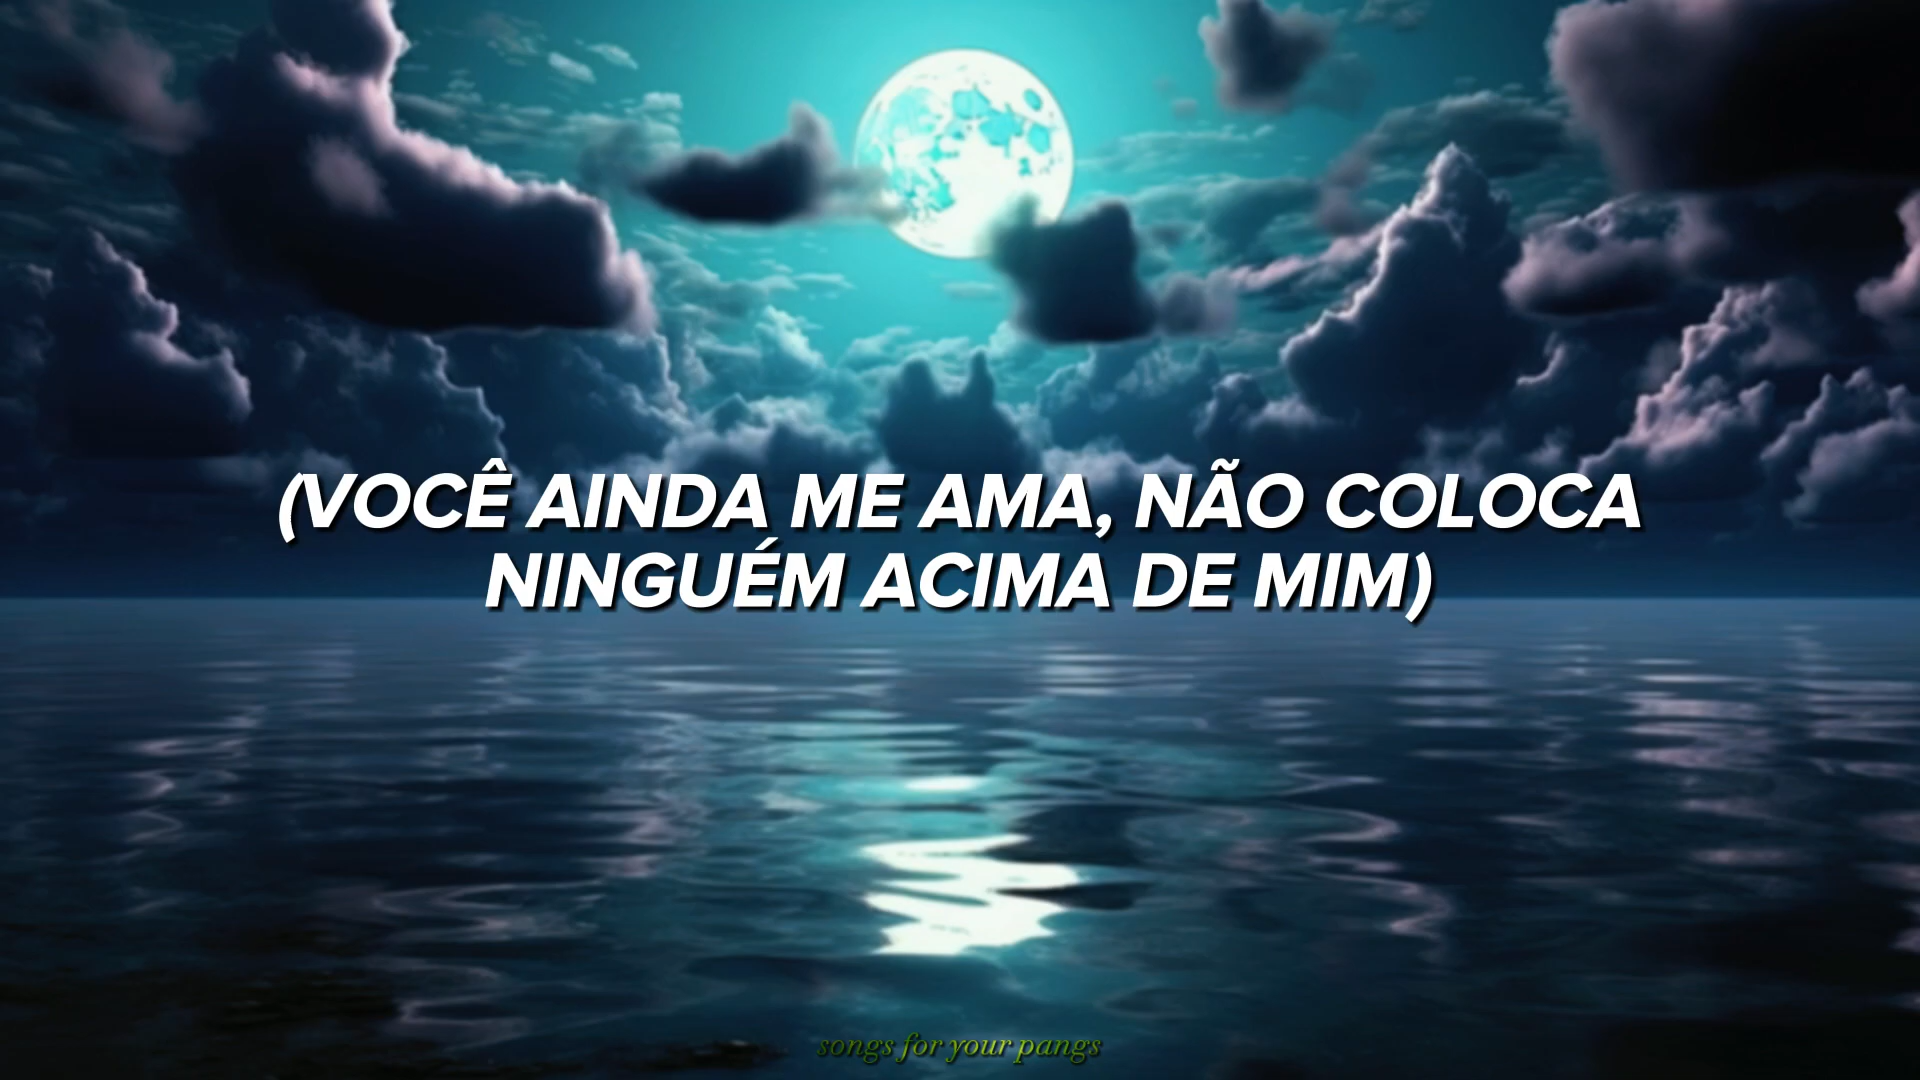 (VOCÊ AINDA ME AMA, NÃO COLOCA
NINGUÉM ACIMA DE MIM)
songs for your pangs